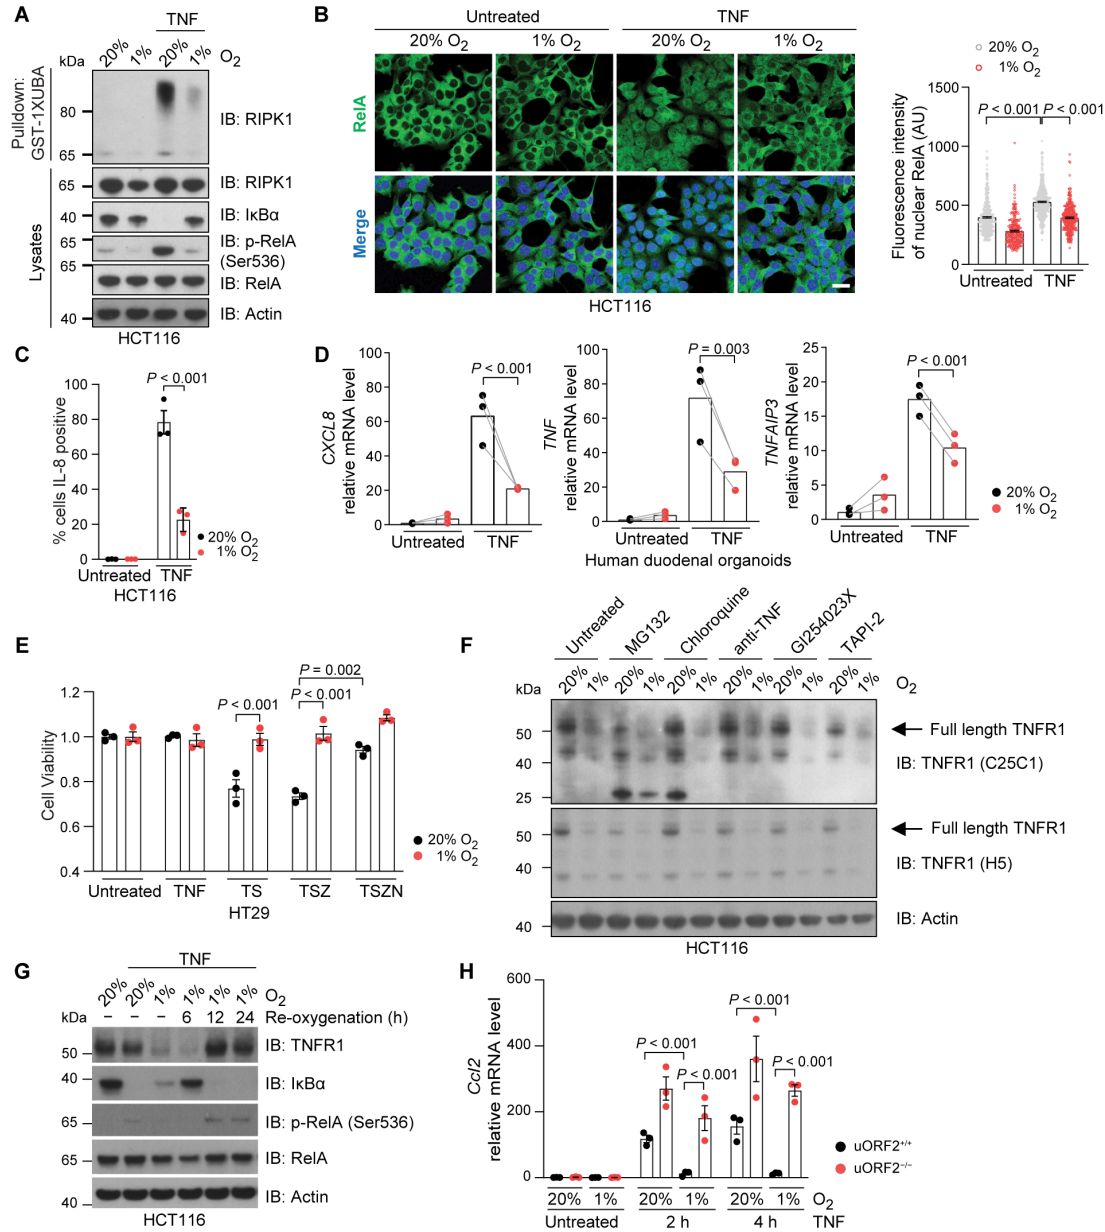 A
TNF
20% 1% 20% 1% O2
kDa
Pulldown:
GST-1XUBA
80
65
IB: RIPK1
Lysates
65
IB: RIPK1
40
IB: IκBα
65
IB: p-RelA
(Ser536)
65
IB: RelA
40
IB: Actin
HCT116
B
Untreated TNF
20% O2 1% O2 20% O2 1% O2
RelA
Merge
HCT116
20% O2
1% O2
P < 0.001 P < 0.001
Fluorescence intensity
of nuclear RelA (AU)
1500
1000
500
0
Untreated TNF
C
P < 0.001
% cells IL-8 positive
100
80
60
40
20
0
20% O2
1% O2
Untreated TNF
HCT116
D
CXCL8
relative mRNA level
100
80
60
40
20
0
P < 0.001
Untreated TNF
TNF
relative mRNA level
100
80
60
40
20
0
P = 0.003
Untreated TNF
TNFAIP3
relative mRNA level
25
20
15
10
5
0
P < 0.001
Untreated TNF
20% O2
1% O2
Human duodenal organoids
E
Cell Viability
1.2
1.0
0.8
0.6
0.4
P < 0.001
P = 0.002
P < 0.001
20% O2
1% O2
Untreated TNF TS TSZ TSZN
HT29
F
Untreated MG132 Chloroquine anti-TNF GI254023X TAPI-2
20% 1% 20% 1% 20% 1% 20% 1% 20% 1% 20% 1% O2
kDa
50
Full length TNFR1
40
IB: TNFR1 (C25C1)
25
50
Full length TNFR1
40
IB: TNFR1 (H5)
40
IB: Actin
HCT116
G
TNF
20% 20% 1% 1% 1% 1% O2
– – – 6 12 24 Re-oxygenation (h)
kDa
50
IB: TNFR1
40
IB: IκBα
65
IB: p-RelA (Ser536)
65
IB: RelA
40
IB: Actin
HCT116
H
Ccl2
relative mRNA level
600
400
200
0
P < 0.001
P < 0.001
P < 0.001
P < 0.001
uORF2+/+
uORF2−/−
20% 1% 20% 1% 20% 1% O2
Untreated 2 h 4 h TNF